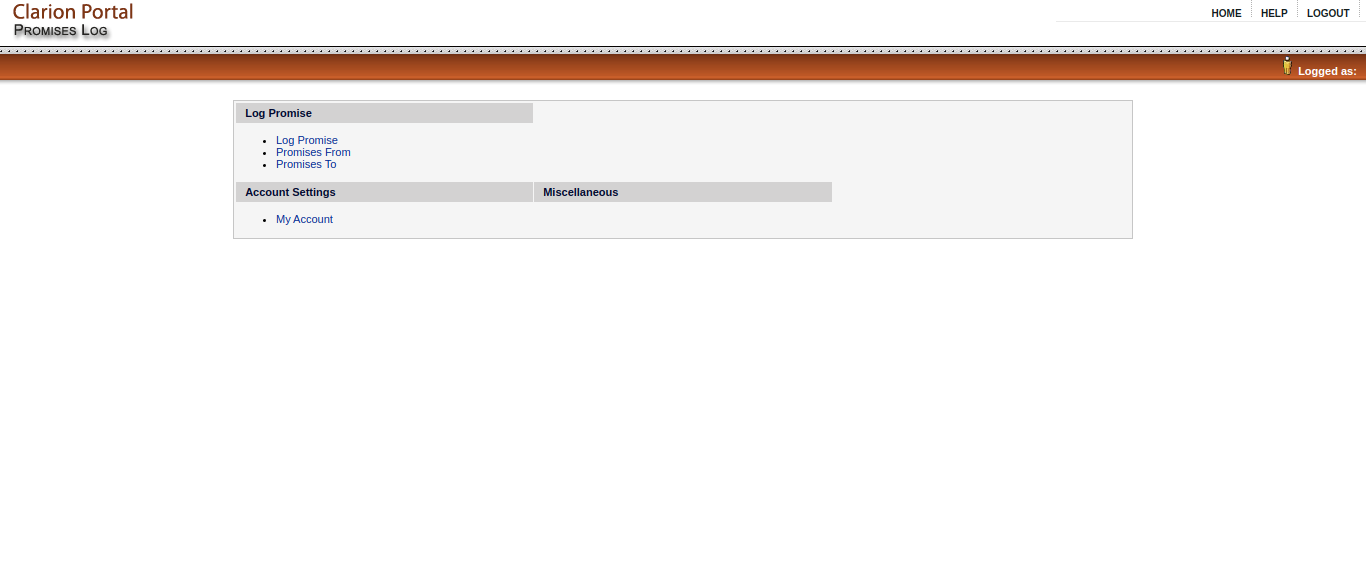 Clarion Portal
Promises Log
HOME HELP LOGOUT
Logged as:
Log Promise
Log Promise
Promises From
Promises To
Account Settings Miscellaneous
My Account